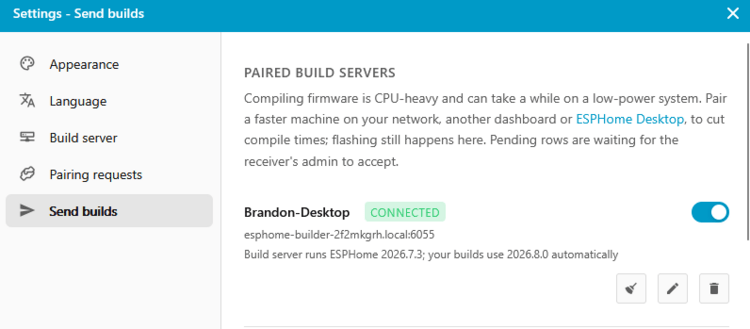 Settings - Send builds
Appearance
Language
Build server
Pairing requests
Send builds
PAIRED BUILD SERVERS
Compiling firmware is CPU-heavy and can take a while on a low-power system. Pair
a faster machine on your network, another dashboard or ESPHome Desktop, to cut
compile times; flashing still happens here. Pending rows are waiting for the
receiver's admin to accept.
Brandon-Desktop CONNECTED
esphome-builder-2f2mkgrh.local:6055
Build server runs ESPHome 2026.7.3; your builds use 2026.8.0 automatically